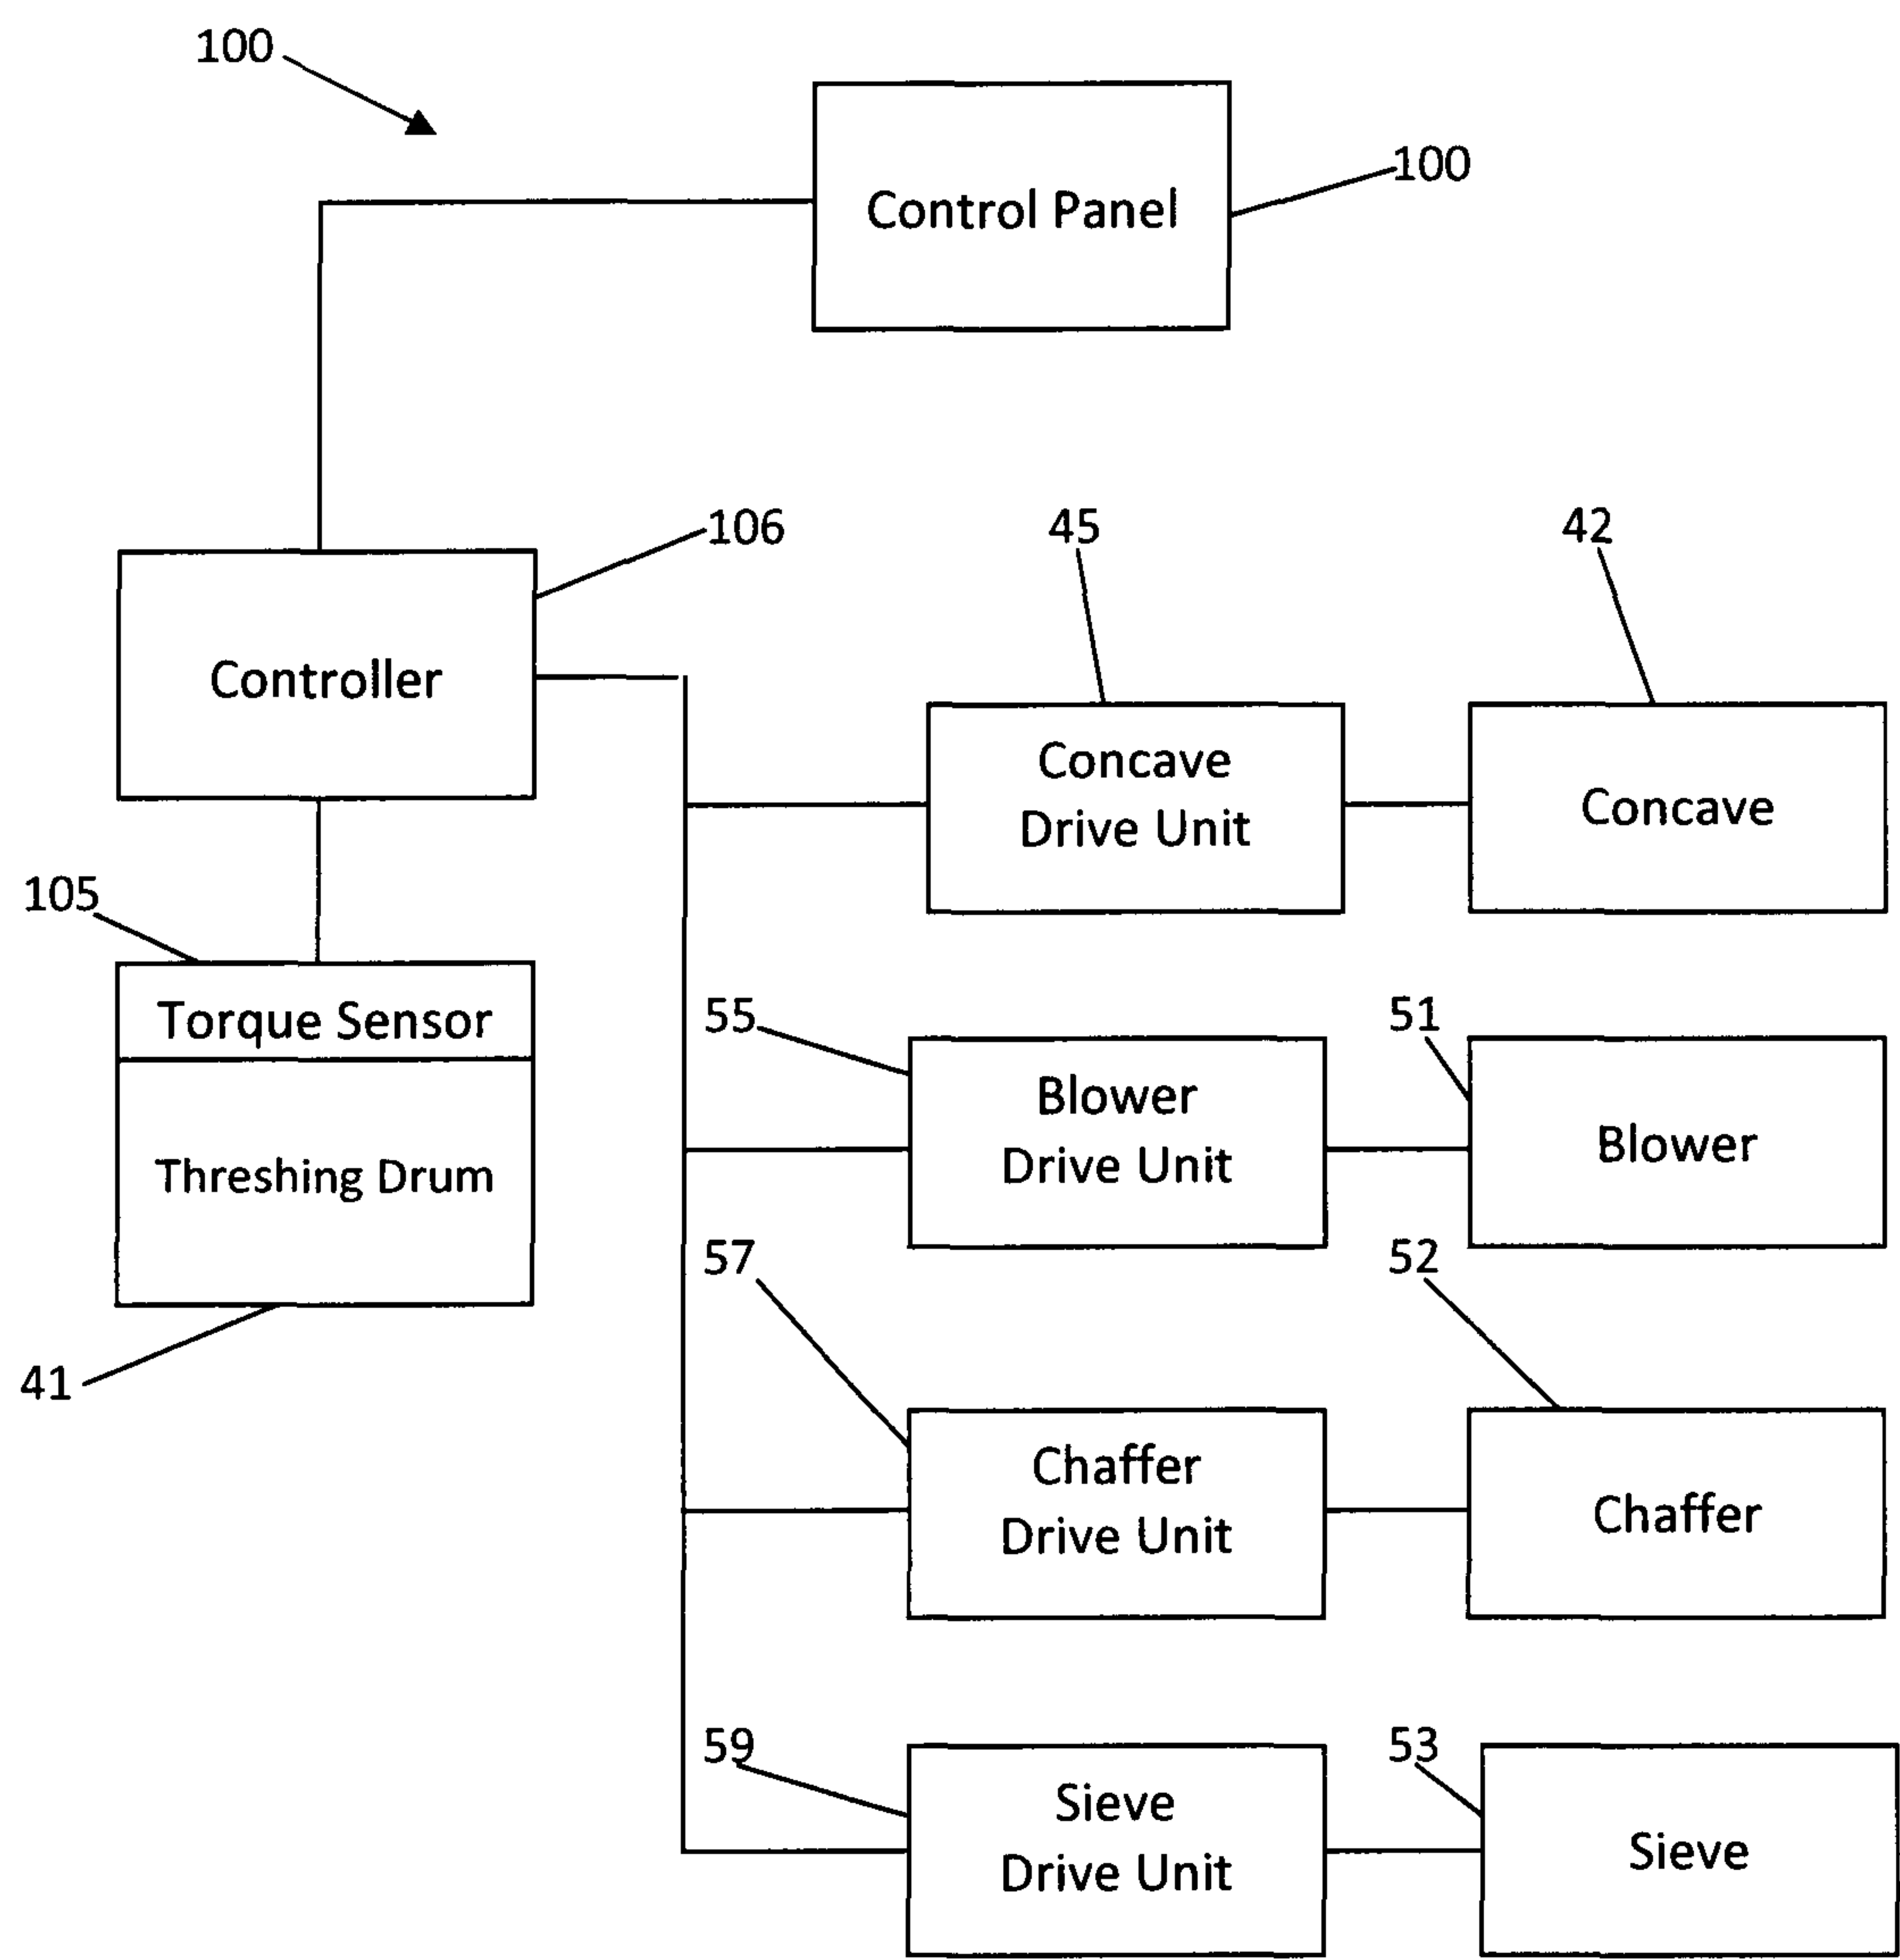 100
Control Panel
100
Controller
106
45
42
Concave
Drive Unit
Concave
105
Torque Sensor
Threshing Drum
41
55
Blower
Drive Unit
51
Blower
57
Chaffer
Drive Unit
52
Chaffer
59
Sieve
Drive Unit
53
Sieve